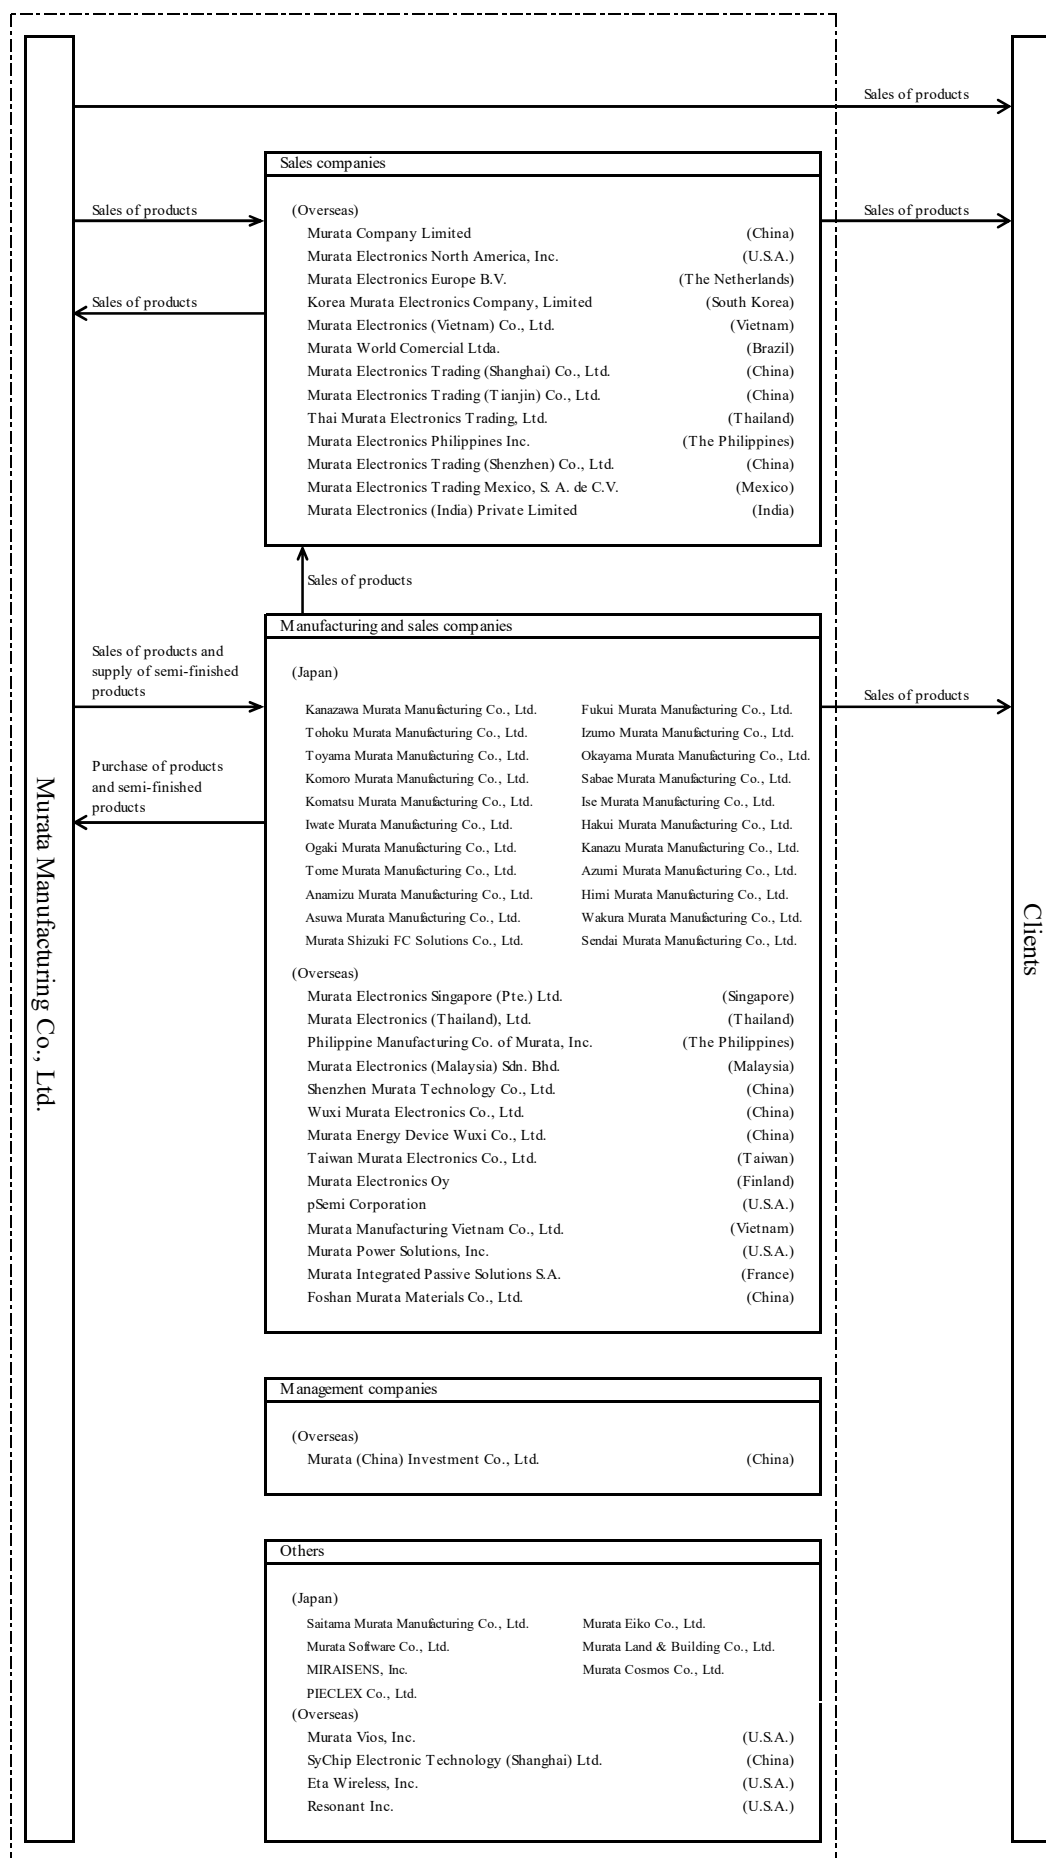 Sales of products
Sales companies
Sales of products
(Overseas)
Sales of products
Murata Company Limited (China)
Murata Electronics North America, Inc. (U.S.A.)
Murata Electronics Europe B.V. (The Netherlands)
Sales of products
Korea Murata Electronics Company, Limited (South Korea)
Murata Electronics (Vietnam) Co., Ltd. (Vietnam)
Murata World Comercial Ltda. (Brazil)
Murata Electronics Trading (Shanghai) Co., Ltd. (China)
Murata Electronics Trading (Tianjin) Co., Ltd. (China)
Thai Murata Electronics Trading, Ltd. (Thailand)
Murata Electronics Philippines Inc. (The Philippines)
Murata Electronics Trading (Shenzhen) Co., Ltd. (China)
Murata Electronics Trading Mexico, S. A. de C.V. (Mexico)
Murata Electronics (India) Private Limited (India)
Sales of products
Manufacturing and sales companies
Sales of products and
supply of semi-finished
products
(Japan)
Sales of products
Kanazawa Murata Manufacturing Co., Ltd. Fukui Murata Manufacturing Co., Ltd.
Tohoku Murata Manufacturing Co., Ltd. Izumo Murata Manufacturing Co., Ltd.
Toyama Murata Manufacturing Co., Ltd. Okayama Murata Manufacturing Co., Ltd.
Purchase of products
and semi-finished
products
Komoro Murata Manufacturing Co., Ltd. Sabae Murata Manufacturing Co., Ltd.
Komatsu Murata Manufacturing Co., Ltd. Ise Murata Manufacturing Co., Ltd.
Iwate Murata Manufacturing Co., Ltd. Hakui Murata Manufacturing Co., Ltd.
Ogaki Murata Manufacturing Co., Ltd. Kanazu Murata Manufacturing Co., Ltd.
Tome Murata Manufacturing Co., Ltd. Azumi Murata Manufacturing Co., Ltd.
Anamizu Murata Manufacturing Co., Ltd. Himi Murata Manufacturing Co., Ltd.
Asuwa Murata Manufacturing Co., Ltd. Wakura Murata Manufacturing Co., Ltd.
Murata Shizuki FC Solutions Co., Ltd. Sendai Murata Manufacturing Co., Ltd.
Murata Manufacturing Co., Ltd.
Clients
(Overseas)
Murata Electronics Singapore (Pte.) Ltd. (Singapore)
Murata Electronics (Thailand), Ltd. (Thailand)
Philippine Manufacturing Co. of Murata, Inc. (The Philippines)
Murata Electronics (Malaysia) Sdn. Bhd. (Malaysia)
Shenzhen Murata Technology Co., Ltd. (China)
Wuxi Murata Electronics Co., Ltd. (China)
Murata Energy Device Wuxi Co., Ltd. (China)
Taiwan Murata Electronics Co., Ltd. (Taiwan)
Murata Electronics Oy (Finland)
pSemi Corporation (U.S.A.)
Murata Manufacturing Vietnam Co., Ltd. (Vietnam)
Murata Power Solutions, Inc. (U.S.A.)
Murata Integrated Passive Solutions S.A. (France)
Foshan Murata Materials Co., Ltd. (China)
Management companies
(Overseas)
Murata (China) Investment Co., Ltd. (China)
Others
(Japan)
Saitama Murata Manufacturing Co., Ltd. Murata Eiko Co., Ltd.
Murata Software Co., Ltd. Murata Land & Building Co., Ltd.
MIRAISENS, Inc. Murata Cosmos Co., Ltd.
PIECLEX Co., Ltd.
(Overseas)
Murata Vios, Inc. (U.S.A.)
SyChip Electronic Technology (Shanghai) Ltd. (China)
Eta Wireless, Inc. (U.S.A.)
Resonant Inc. (U.S.A.)